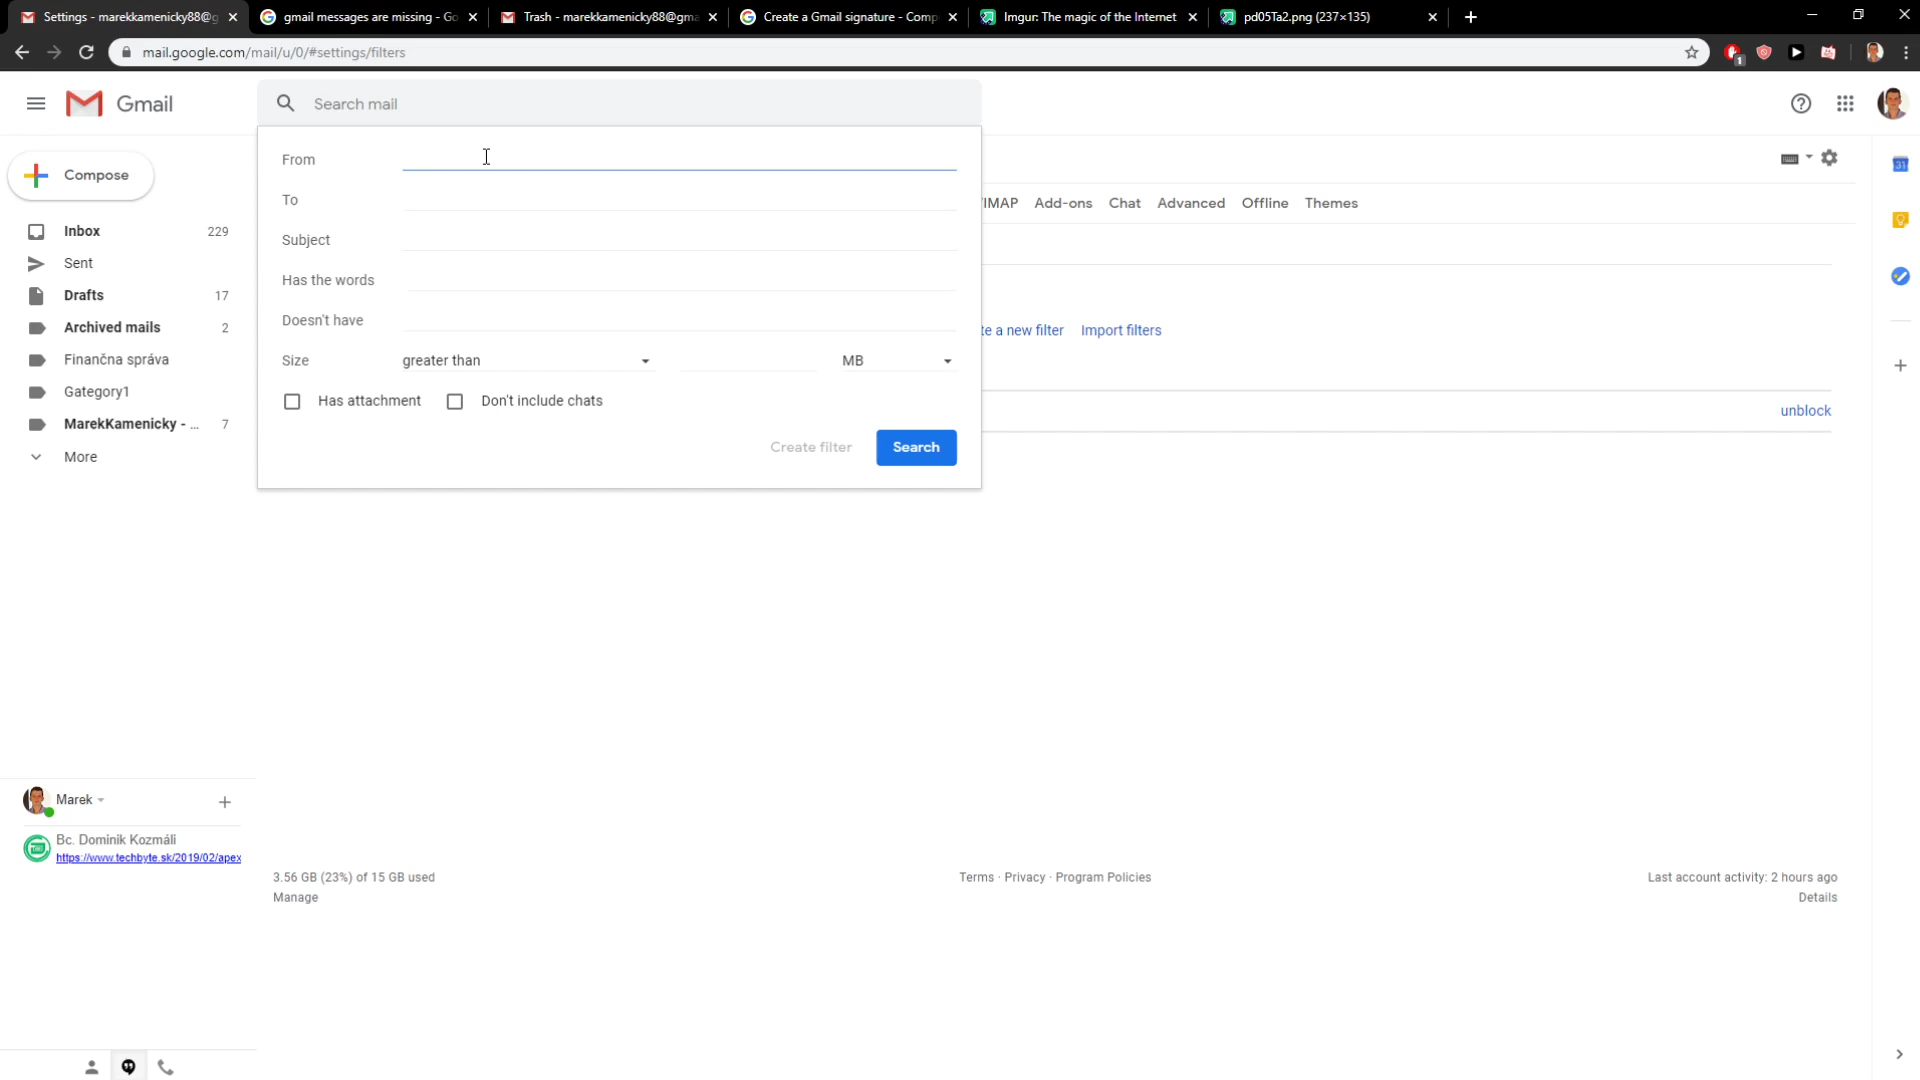 Settings - marekkamenicky88@g
gmail messages are missing - Go
Trash - marekkamenicky88@gma
Create a Gmail signature - Comp
Imgur: The magic of the Internet
pd05Ta2.png (237×135)
mail.google.com/mail/u/0/#settings/filters
1
Gmail
Search mail
Compose
From
To
/IMAP Add-ons Chat Advanced Offline Themes
31
Inbox 229
Subject
Sent
Has the words
Drafts 17
Doesn't have
te a new filter Import filters
Archived mails 2
Finančna správa
Size greater than MB
Gategory1
Has attachment Don't include chats
unblock
MarekKamenicky - ... 7
Create filter Search
More
Marek
Bc. Dominik Kozmáli
https://www.techbyte.sk/2019/02/apex
3.56 GB (23%) of 15 GB used
Manage
Terms · Privacy · Program Policies
Last account activity: 2 hours ago
Details